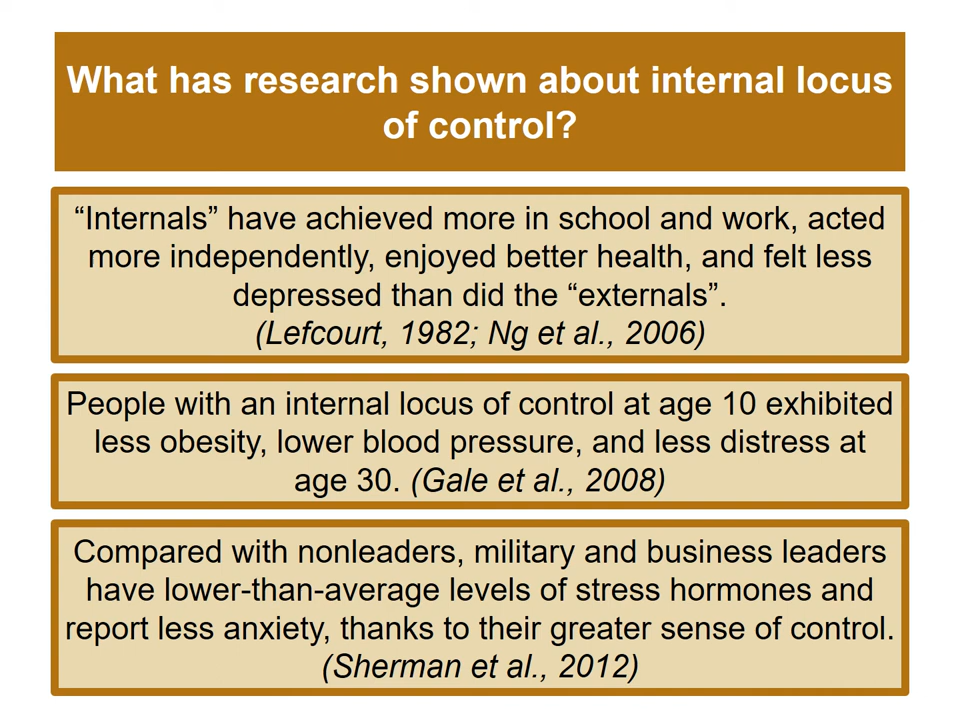 What has research shown about internal locus
of control?
“Internals” have achieved more in school and work, acted
more independently, enjoyed better health, and felt less
depressed than did the “externals”.
(Lefcourt, 1982; Ng et al., 2006)
People with an internal locus of control at age 10 exhibited
less obesity, lower blood pressure, and less distress at
age 30. (Gale et al., 2008)
Compared with nonleaders, military and business leaders
have lower-than-average levels of stress hormones and
report less anxiety, thanks to their greater sense of control.
(Sherman et al., 2012)